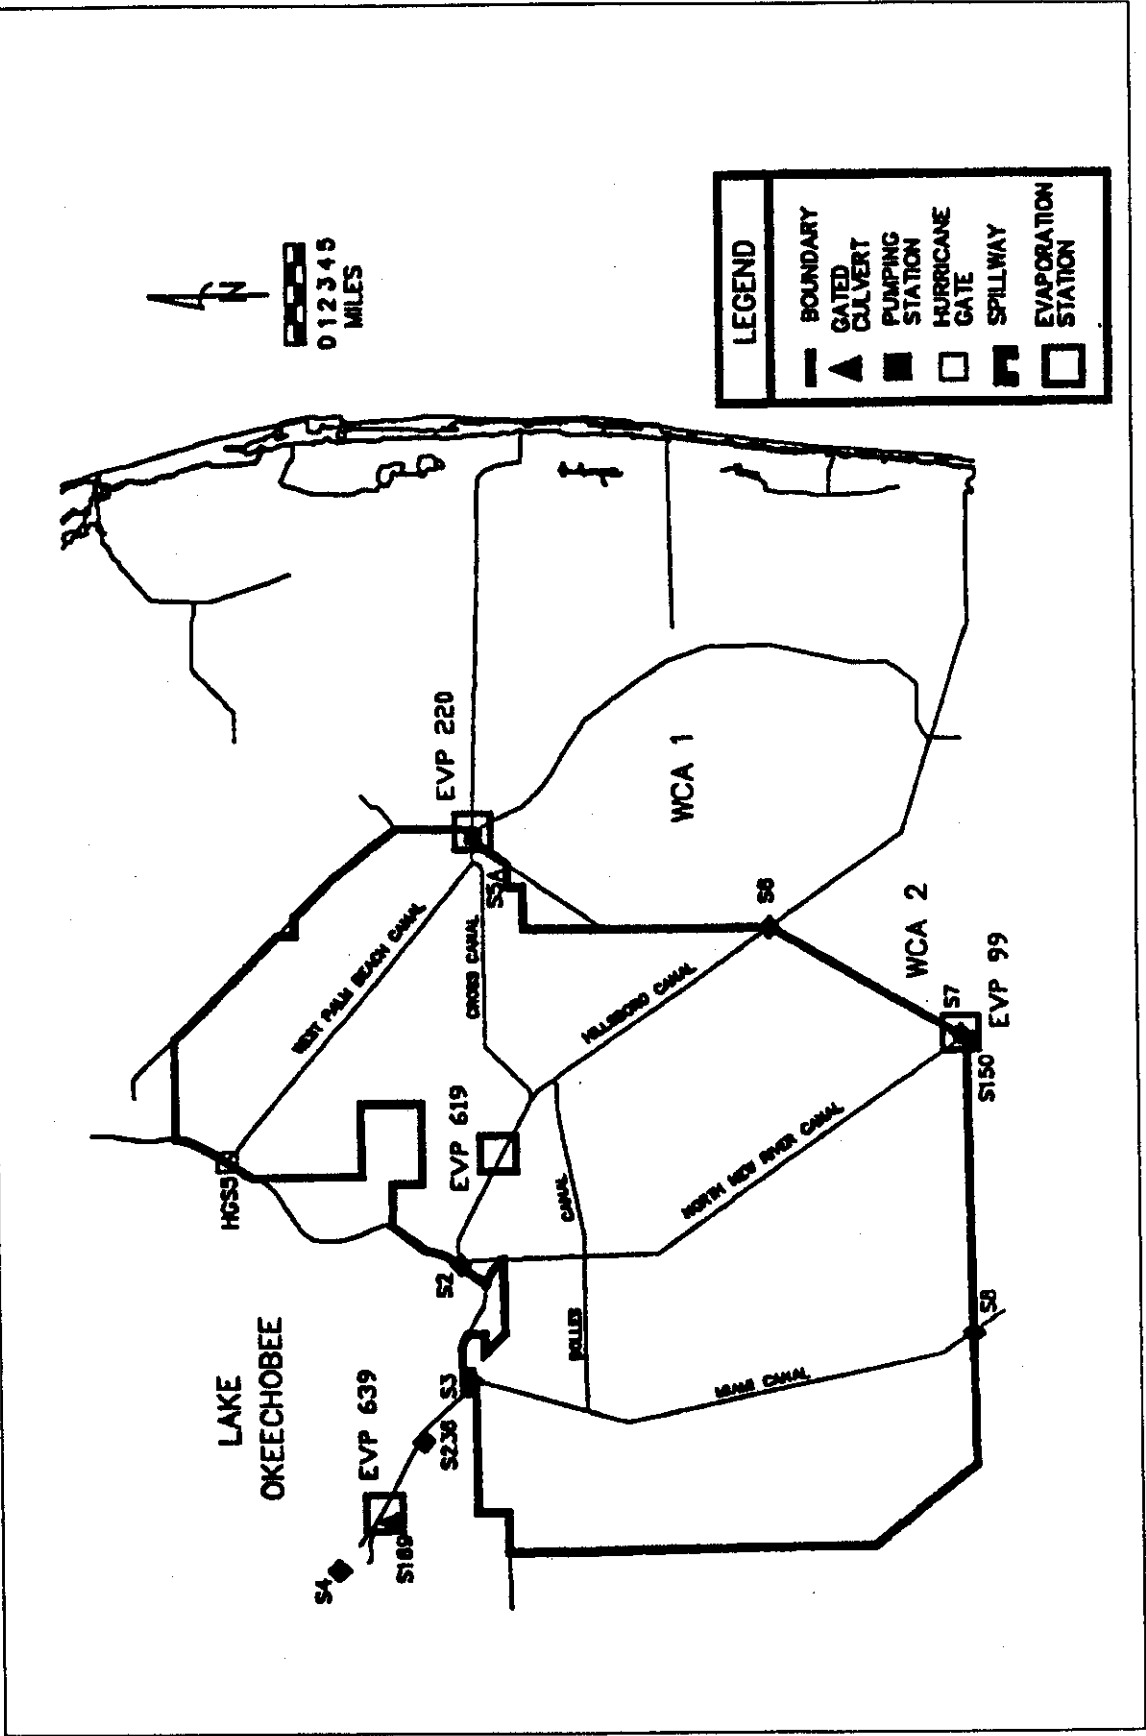 LAKE
OKEECHOBEE
S4
S189
EVP 639
S236
S3
S2
HGS5
EVP 619
WEST PALM BEACH CANAL
CROSS CANAL
EVP 220
S5A
BOLLES
CANAL
HILLSBORO CANAL
NORTH NEW RIVER CANAL
MIAMI CANAL
WCA 1
S6
WCA 2
S7
EVP 99
S150
S8
N
0 1 2 3 4 5
MILES
LEGEND
BOUNDARY
GATED
CULVERT
PUMPING
STATION
HURRICANE
GATE
SPILLWAY
EVAPORATION
STATION